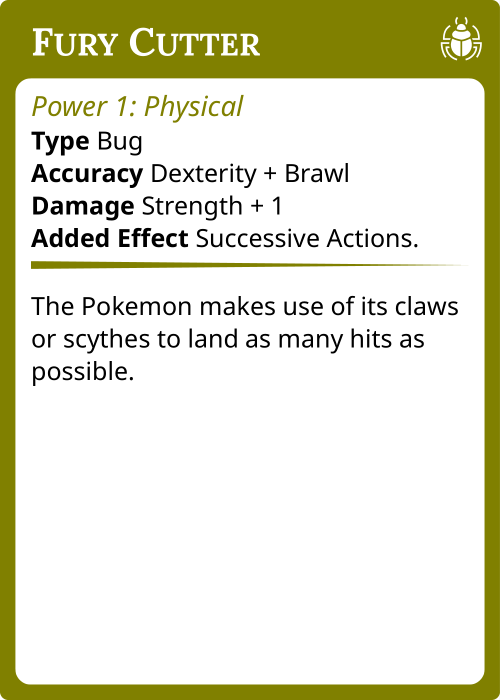 Fury Cutter
Power 1: Physical
Type Bug
Accuracy Dexterity + Brawl
Damage Strength + 1
Added Effect Successive Actions.
The Pokemon makes use of its claws
or scythes to land as many hits as
possible.